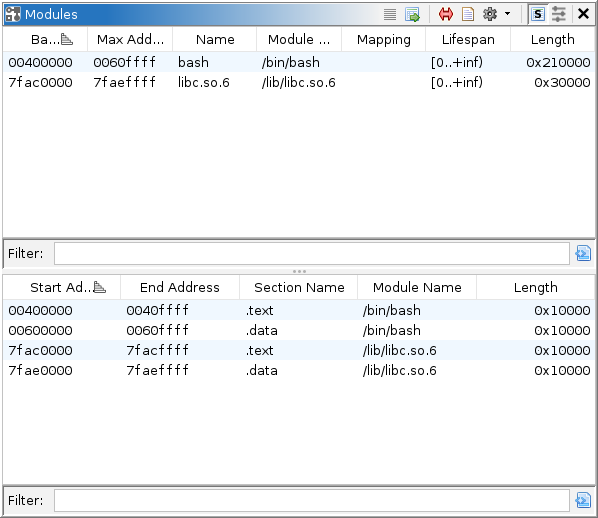 Modules
S
Ba... Max Add... Name Module ... Mapping Lifespan Length
00400000 0060ffff bash /bin/bash [0..+inf) 0x210000
7fac0000 7faeffff libc.so.6 /lib/libc.so.6 [0..+inf) 0x30000
Filter:
Start Ad... End Address Section Name Module Name Length
00400000 0040ffff .text /bin/bash 0x10000
00600000 0060ffff .data /bin/bash 0x10000
7fac0000 7facffff .text /lib/libc.so.6 0x10000
7fae0000 7faeffff .data /lib/libc.so.6 0x10000
Filter: